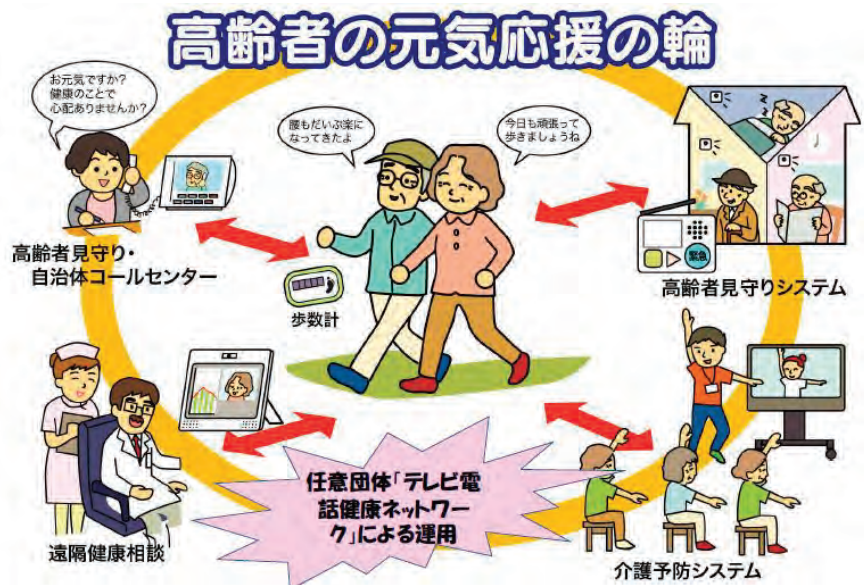 高齢者の元気応援の輪
お元気ですか?
健康のことで
心配ありませんか?
腰もだいぶ楽に
なってきたよ
今日も頑張って
歩きましょうね
高齢者見守り・
自治体コールセンター
歩数計
緊急
高齢者見守りシステム
遠隔健康相談
任意団体「テレビ電
話健康ネットワー
ク」による運用
介護予防システム